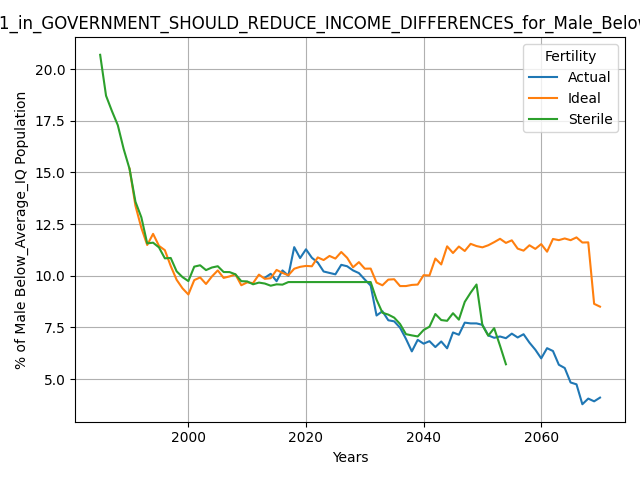 1_in_GOVERNMENT_SHOULD_REDUCE_INCOME_DIFFERENCES_for_Male_Belov
Fertility
Actual
Ideal
Sterile
% of Male Below_Average_IQ Population
20.0
17.5
15.0
12.5
10.0
7.5
5.0
2000 2020 2040 2060
Years